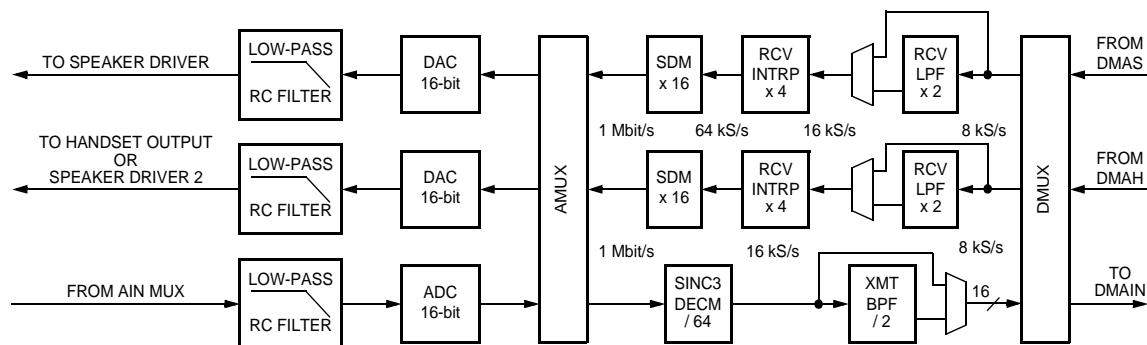 TO SPEAKER DRIVER
LOW-PASS
RC FILTER
DAC
16-bit
AMUX
SDM
x 16
RCV
INTRP
x 4
RCV
LPF
x 2
DMUX
FROM
DMAS
1 Mbit/s
64 kS/s
16 kS/s
8 kS/s
TO HANDSET OUTPUT
OR
SPEAKER DRIVER 2
LOW-PASS
RC FILTER
DAC
16-bit
SDM
x 16
RCV
INTRP
x 4
RCV
LPF
x 2
FROM
DMAH
1 Mbit/s
16 kS/s
8 kS/s
FROM AIN MUX
LOW-PASS
RC FILTER
ADC
16-bit
SINC3
DECM
/ 64
XMT
BPF
/ 2
16
TO
DMAIN